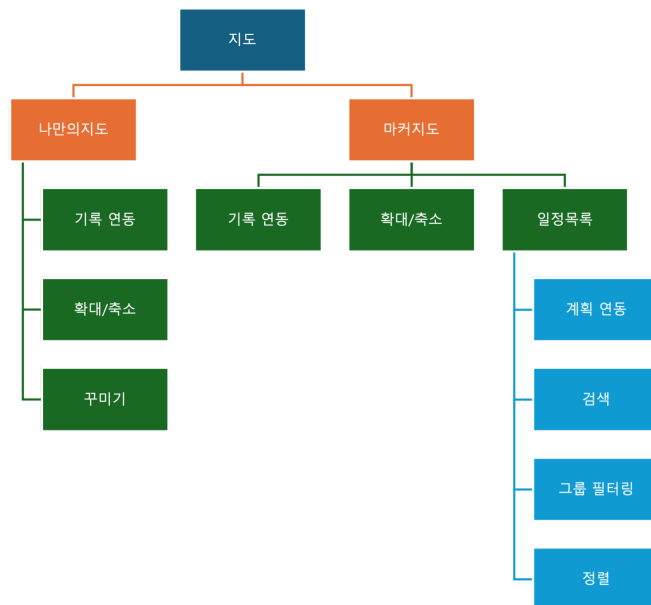 지도
나만의지도
마커지도
기록 연동
기록 연동
확대/축소
일정목록
확대/축소
계획 연동
꾸미기
검색
그룹 필터링
정렬